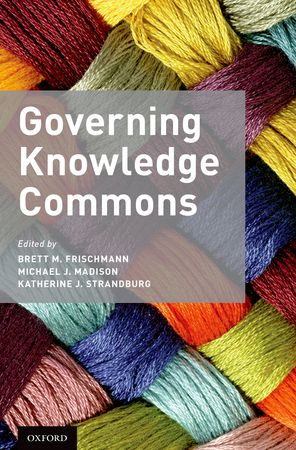 Governing
Knowledge
Commons
Edited by
BRETT M. FRISCHMANN
MICHAEL J. MADISON
KATHERINE J. STRANDBURG
OXFORD